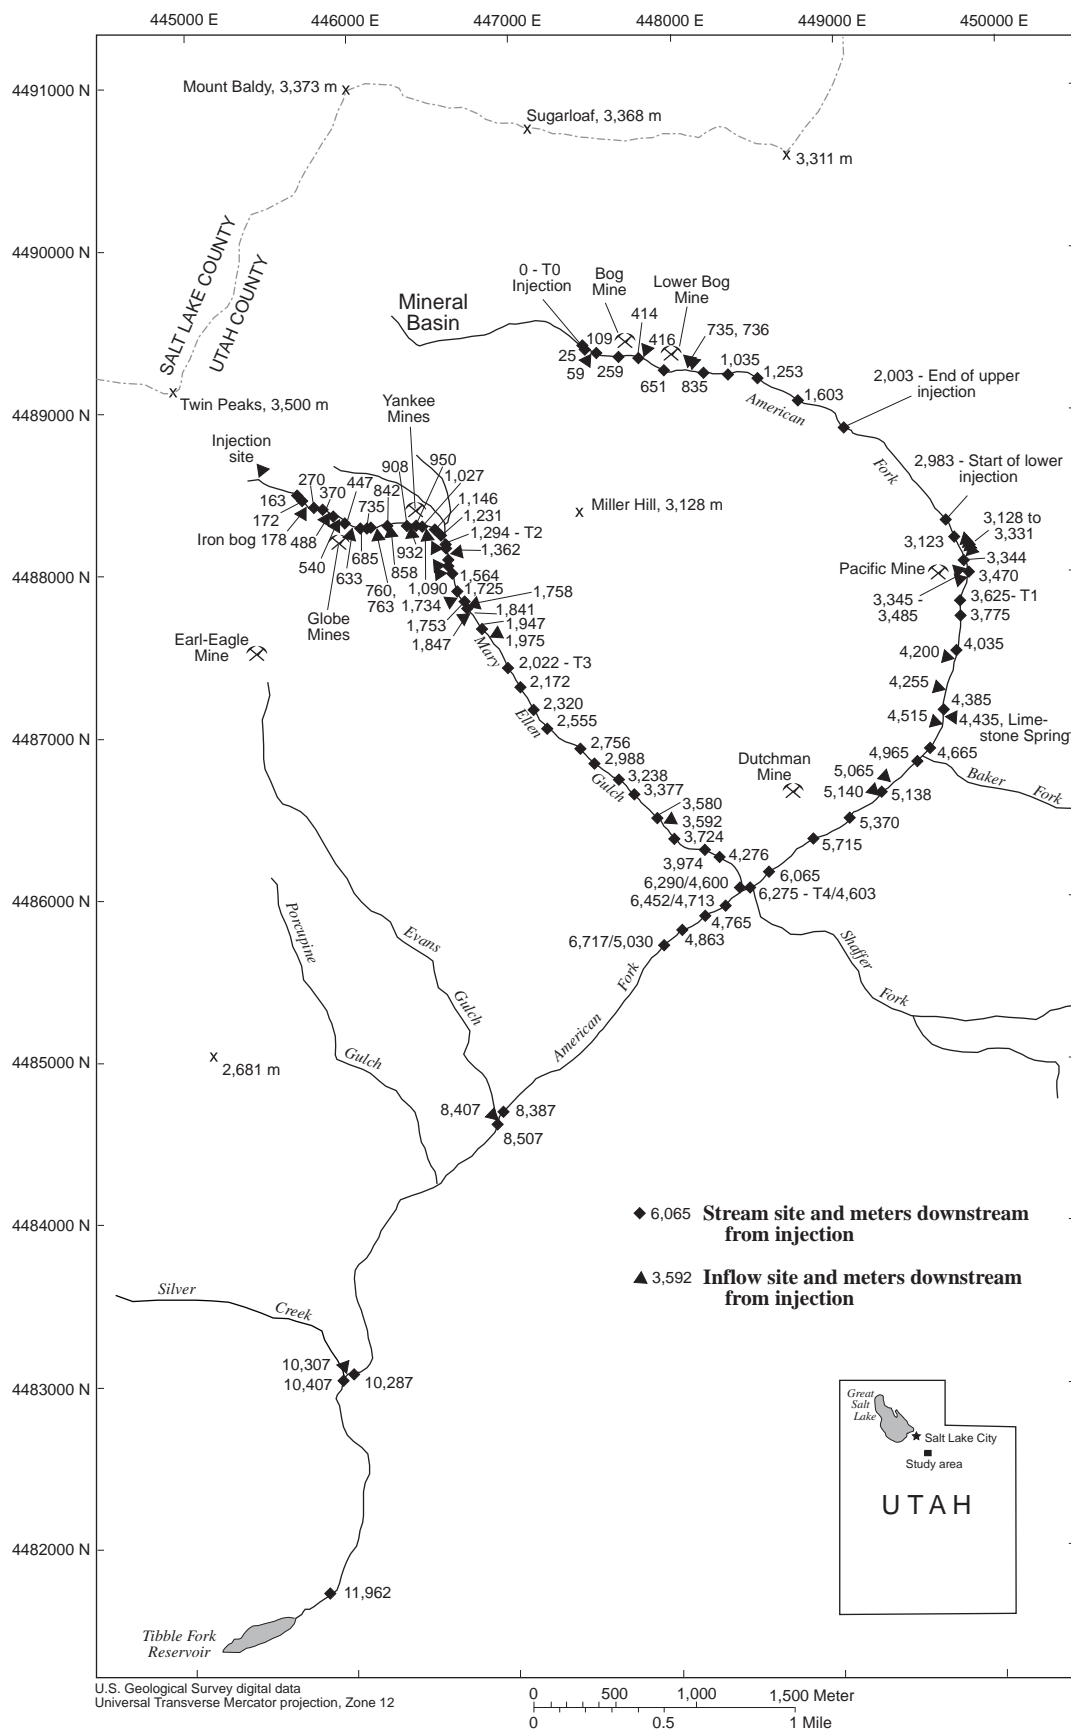 445000 E
446000 E
447000 E
448000 E
449000 E
450000 E
4491000 N
Mount Baldy, 3,373 m
Sugarloaf, 3,368 m
3,311 m
SALT LAKE COUNTY
UTAH COUNTY
4490000 N
Mineral
Basin
0 - T0
Injection
Bog
Mine
Lower Bog
Mine
414
109
416
735, 736
25
59
259
651
835
1,035
1,253
1,603
American
Fork
2,003 - End of upper
injection
Twin Peaks, 3,500 m
4489000 N
Yankee
Mines
Injection
site
2,983 - Start of lower
injection
908
950
1,027
270
370
447
842
735
1,146
1,231
1,294 - T2
1,362
163
172
Iron bog 178
488
540
633
685
760,
763
858
932
1,090
1,564
1,725
1,734
1,753
1,847
1,758
1,841
1,947
1,975
Miller Hill, 3,128 m
3,128 to
3,331
3,123
3,344
Pacific Mine
3,470
3,345 -
3,485
3,625- T1
3,775
4488000 N
Globe
Mines
Earl-Eagle
Mine
Mary
Ellen
Gulch
2,022 - T3
2,172
2,320
2,555
2,756
2,988
3,238
3,377
3,580
3,592
3,724
3,974
4,276
4,035
4,200
4,255
4,385
4,515
4,435, Lime-
stone Spring
4487000 N
4,965
4,665
Dutchman
Mine
5,065
5,140
5,138
Baker
Fork
5,370
5,715
6,065
6,290/4,600
6,275 - T4/4,603
6,452/4,713
4,765
6,717/5,030
4,863
4486000 N
Porcupine
Gulch
Evans
Gulch
American
Fork
Shaffer
Fork
4485000 N
2,681 m
8,407
8,387
8,507
4484000 N
6,065 Stream site and meters downstream
from injection
3,592 Inflow site and meters downstream
from injection
Silver
Creek
10,307
10,407
10,287
4483000 N
Great
Salt
Lake
Salt Lake City
Study area
UTAH
4482000 N
11,962
Tibble Fork
Reservoir
U.S. Geological Survey digital data
Universal Transverse Mercator projection, Zone 12
0 500 1,000 1,500 Meter
0 0.5 1 Mile